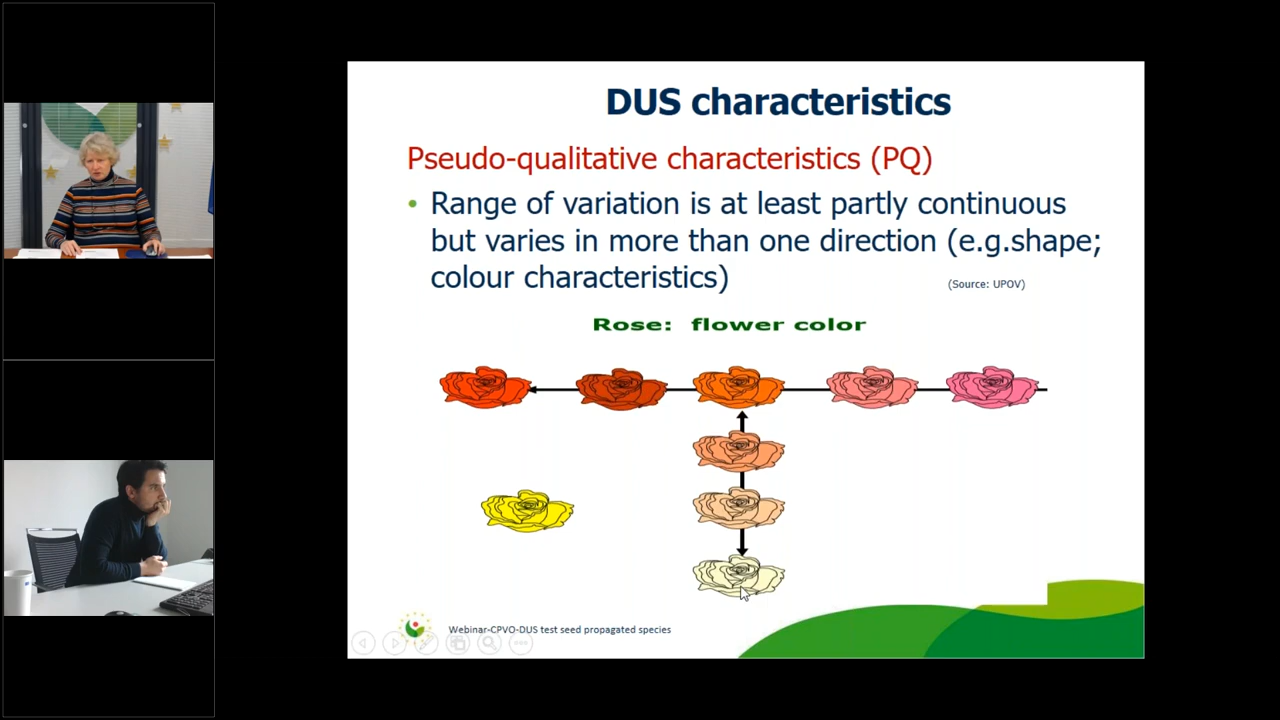 DUS characteristics
Pseudo-qualitative characteristics (PQ)
• Range of variation is at least partly continuous
but varies in more than one direction (e.g.shape;
colour characteristics)
(Source: UPOV)
Rose: flower color
Webinar-CPVO-DUS test seed propagated species